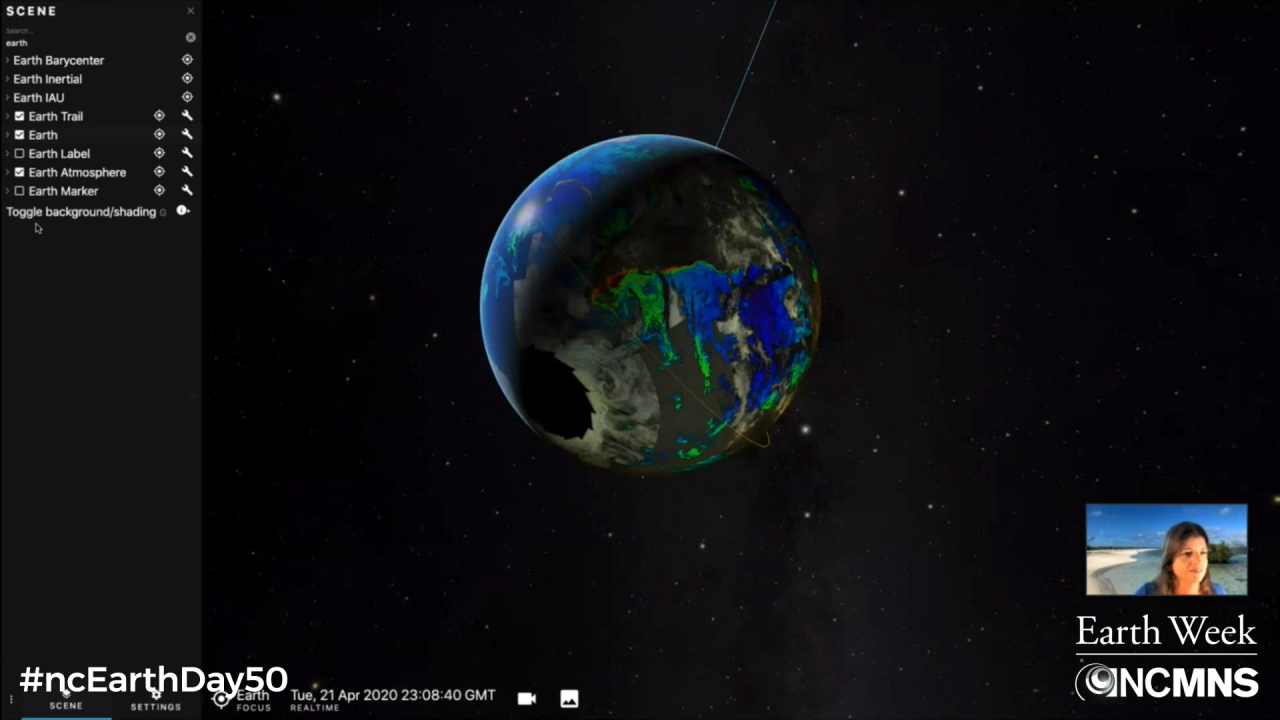 SCENE
Search...
earth
Earth Barycenter
Earth Inertial
Earth IAU
Earth Trail
Earth
Earth Label
Earth Atmosphere
Earth Marker
Toggle background/shading G
#ncEarthDay50
SCENE
SETTINGS
Earth
FOCUS
Tue, 21 Apr 2020 23:08:40 GMT
REALTIME
Earth Week
NCMNS